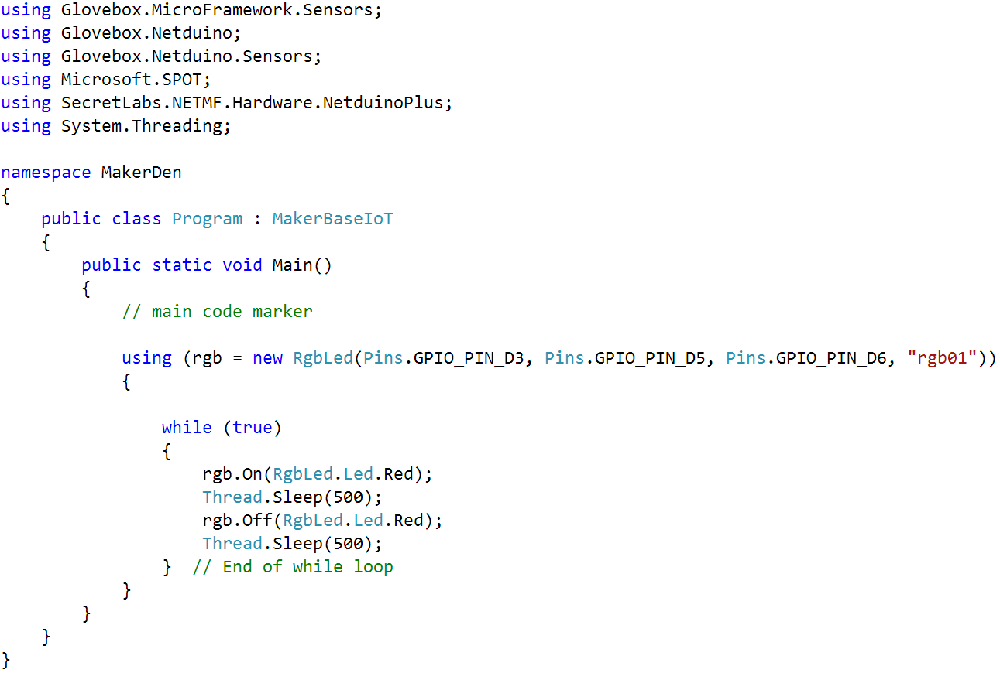 using Glovebox.MicroFramework.Sensors;
using Glovebox.Netduino;
using Glovebox.Netduino.Sensors;
using Microsoft.SPOT;
using SecretLabs.NETMF.Hardware.NetduinoPlus;
using System.Threading;

namespace MakerDen
{
    public class Program : MakerBaseIoT
    {
        public static void Main()
        {
            // main code marker

            using (rgb = new RgbLed(Pins.GPIO_PIN_D3, Pins.GPIO_PIN_D5, Pins.GPIO_PIN_D6, "rgb01"))
            {

                while (true)
                {
                    rgb.On(RgbLed.Led.Red);
                    Thread.Sleep(500);
                    rgb.Off(RgbLed.Led.Red);
                    Thread.Sleep(500);
                }  // End of while loop
            }
        }
    }
}